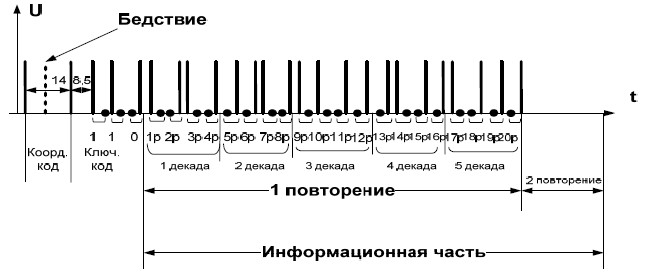 U
Бедствие
14
8,5
t
1 1 0 1р 2р 3р 4р 5р 6р 7р 8р 9р 10р 11р 12р 13р 14р 15р 16р 17р 18р 19р 20р
Коорд. код
Ключ. код
1 декада
2 декада
3 декада
4 декада
5 декада
1 повторение
2 повторение
Информационная часть